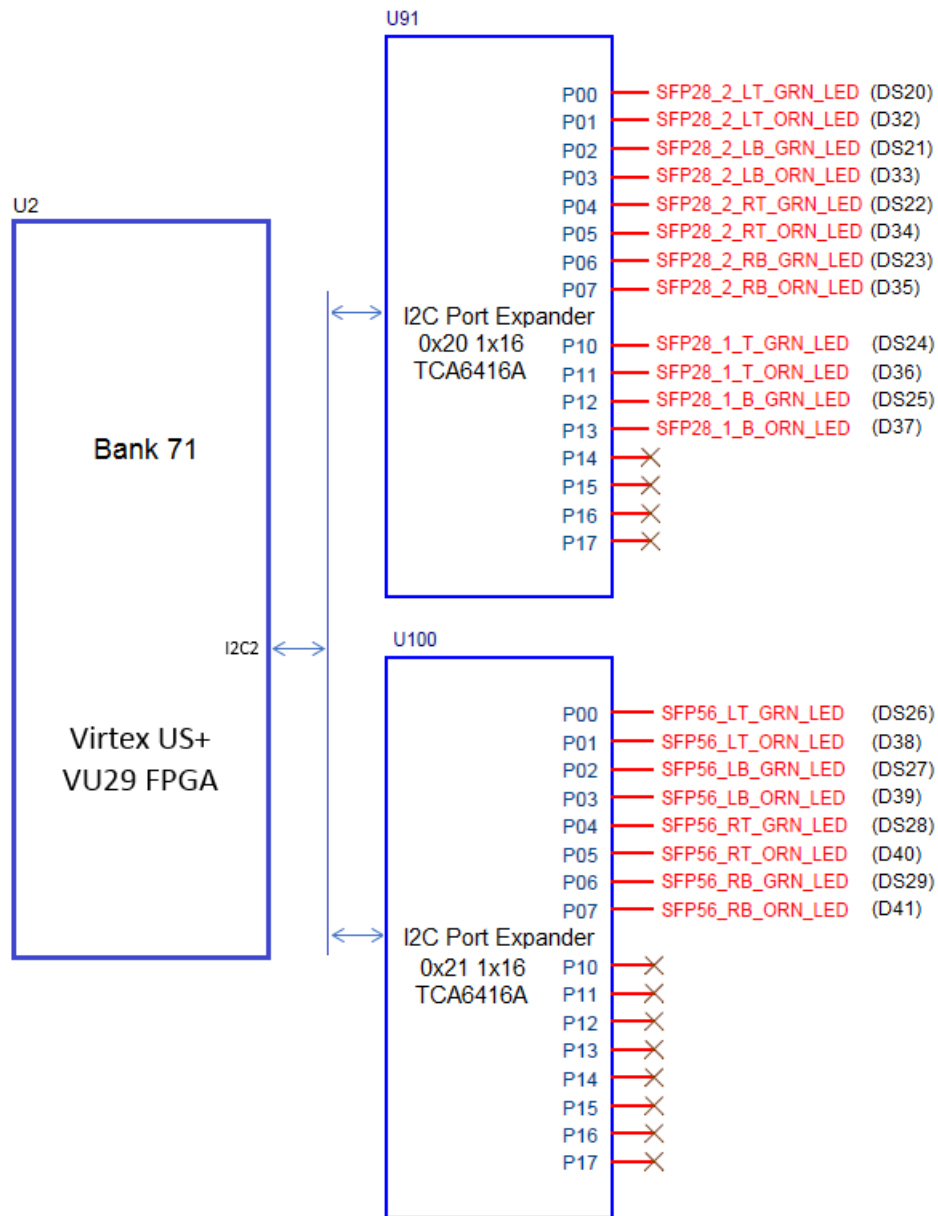 U91
P00 SFP28_2_LT_GRN_LED (DS20)
P01 SFP28_2_LT_ORN_LED (D32)
P02 SFP28_2_LB_GRN_LED (DS21)
P03 SFP28_2_LB_ORN_LED (D33)
P04 SFP28_2_RT_GRN_LED (DS22)
P05 SFP28_2_RT_ORN_LED (D34)
P06 SFP28_2_RB_GRN_LED (DS23)
P07 SFP28_2_RB_ORN_LED (D35)
I2C Port Expander
0x20 1x16
TCA6416A
P10 SFP28_1_T_GRN_LED (DS24)
P11 SFP28_1_T_ORN_LED (D36)
P12 SFP28_1_B_GRN_LED (DS25)
P13 SFP28_1_B_ORN_LED (D37)
P14
P15
P16
P17
U2
Bank 71
I2C2
Virtex US+
VU29 FPGA
U100
P00 SFP56_LT_GRN_LED (DS26)
P01 SFP56_LT_ORN_LED (D38)
P02 SFP56_LB_GRN_LED (DS27)
P03 SFP56_LB_ORN_LED (D39)
P04 SFP56_RT_GRN_LED (DS28)
P05 SFP56_RT_ORN_LED (D40)
P06 SFP56_RB_GRN_LED (DS29)
P07 SFP56_RB_ORN_LED (D41)
I2C Port Expander
0x21 1x16
TCA6416A
P10
P11
P12
P13
P14
P15
P16
P17